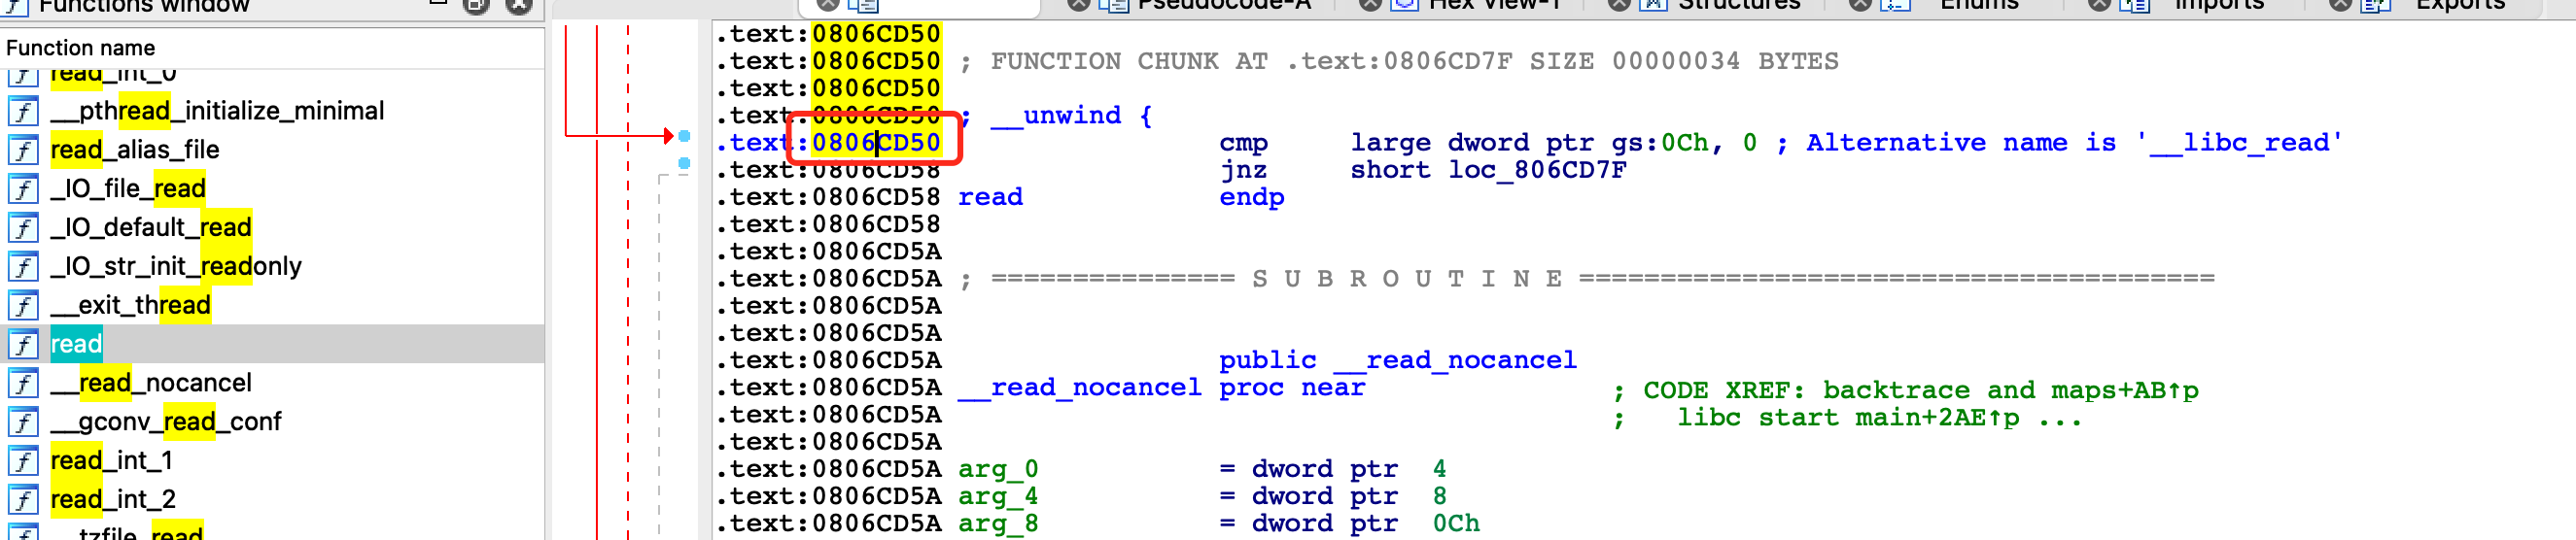 Functions window
Function name
read_int_0
__pthread_initialize_minimal
read_alias_file
_IO_file_read
_IO_default_read
_IO_str_init_readonly
__exit_thread
read
__read_nocancel
__gconv_read_conf
read_int_1
read_int_2
__tzfile_read
Pseudocode-A
Hex View-1
Structures
Enums
Imports
Exports
.text:0806CD50
.text:0806CD50 ; FUNCTION CHUNK AT .text:0806CD7F SIZE 00000034 BYTES
.text:0806CD50
.text:0806CD50 ; __unwind {
.text:0806CD50 cmp large dword ptr gs:0Ch, 0 ; Alternative name is '__libc_read'
.text:0806CD58 jnz short loc_806CD7F
.text:0806CD58 read endp
.text:0806CD58
.text:0806CD5A
.text:0806CD5A ; =============== S U B R O U T I N E =======================================
.text:0806CD5A
.text:0806CD5A
.text:0806CD5A public __read_nocancel
.text:0806CD5A __read_nocancel proc near ; CODE XREF: backtrace and maps+AB↑p
.text:0806CD5A ; libc start main+2AE↑p ...
.text:0806CD5A
.text:0806CD5A arg_0 = dword ptr 4
.text:0806CD5A arg_4 = dword ptr 8
.text:0806CD5A arg_8 = dword ptr 0Ch